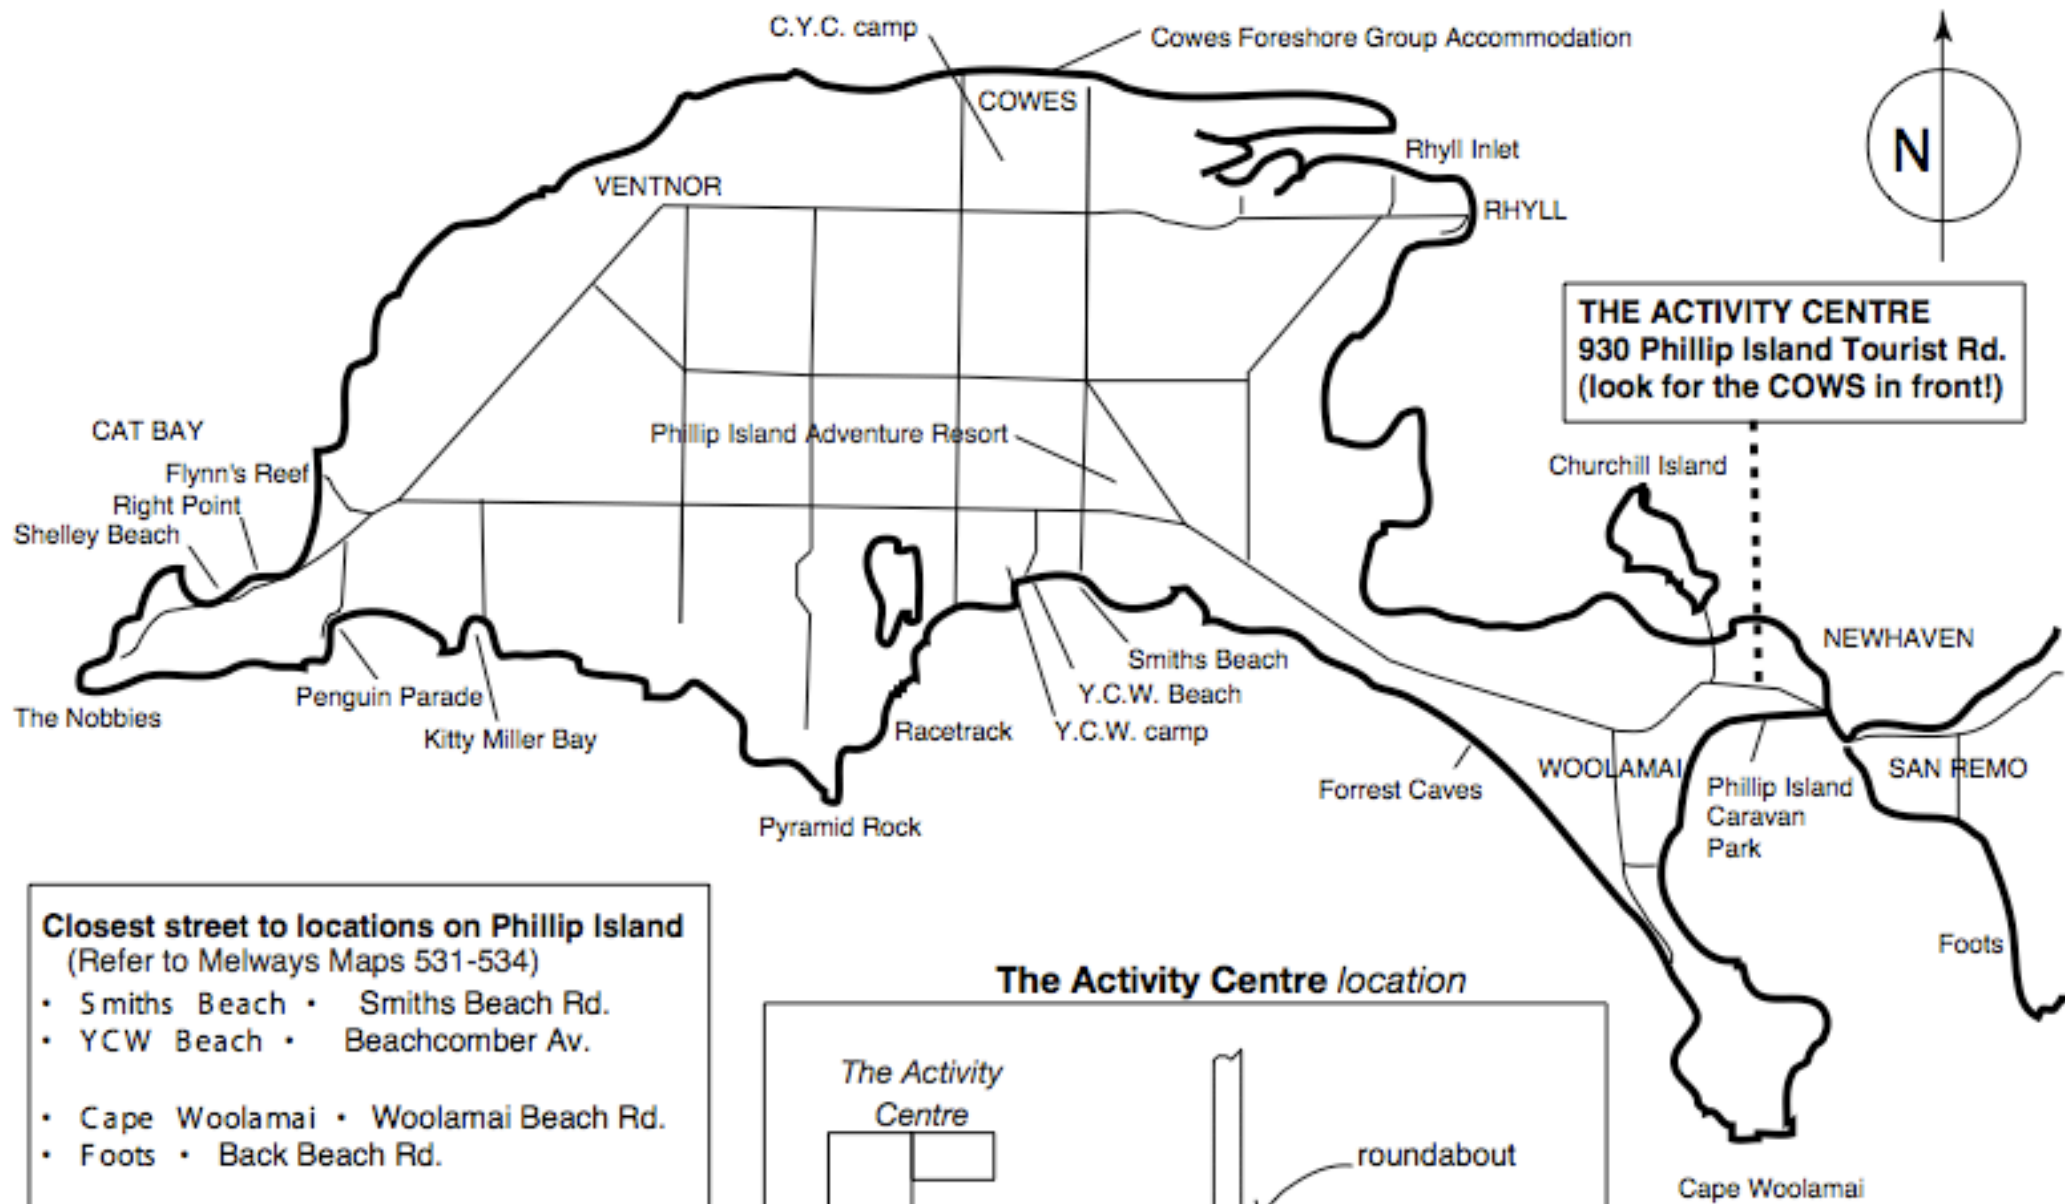 C.Y.C. camp
Cowes Foreshore Group Accommodation
COWES
N
Rhyll Inlet
VENTNOR
RHYLL
THE ACTIVITY CENTRE
930 Phillip Island Tourist Rd.
(look for the COWS in front!)
CAT BAY
Phillip Island Adventure Resort
Flynn's Reef
Churchill Island
Right Point
Shelley Beach
NEWHAVEN
Smiths Beach
Penguin Parade
Y.C.W. Beach
The Nobbies
Kitty Miller Bay
Racetrack
Y.C.W. camp
WOOLAMAI
SAN REMO
Forrest Caves
Phillip Island
Caravan
Park
Pyramid Rock
Foots
Closest street to locations on Phillip Island
(Refer to Melways Maps 531-534)
• Smiths Beach • Smiths Beach Rd.
• YCW Beach • Beachcomber Av.
• Cape Woolamai • Woolamai Beach Rd.
• Foots • Back Beach Rd.
The Activity Centre location
The Activity
Centre
roundabout
Cape Woolamai